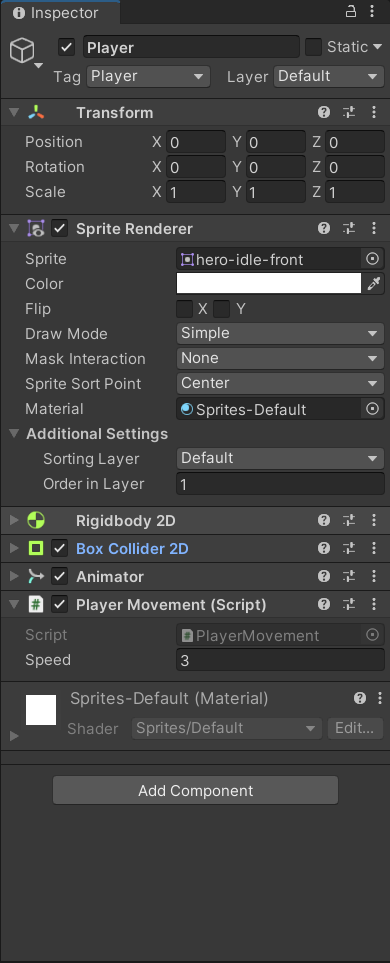 Inspector
Player Static
Tag Player Layer Default
Transform
Position X 0 Y 0 Z 0
Rotation X 0 Y 0 Z 0
Scale X 1 Y 1 Z 1
Sprite Renderer
Sprite hero-idle-front
Color
Flip X Y
Draw Mode Simple
Mask Interaction None
Sprite Sort Point Center
Material Sprites-Default
Additional Settings
Sorting Layer Default
Order in Layer 1
Rigidbody 2D
Box Collider 2D
Animator
# Player Movement (Script)
Script # PlayerMovement
Speed 3
Sprites-Default (Material)
Shader Sprites/Default Edit...
Add Component